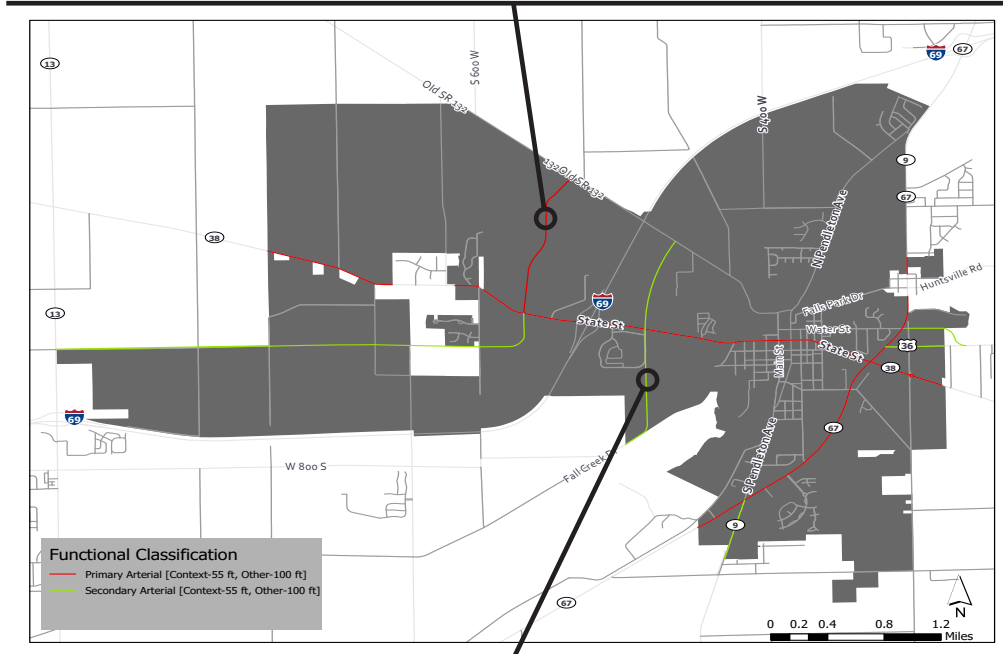 69
67
13
S 600 W
Old SR 132
S 400 W
132Old SR 132
9
67
N Pendleton Ave
38
Huntsville Rd
69
Falls Park Dr
13
State St
Water St
36
State St
Main St
38
69
67
W 800 S
Fall Creek Dr
S Pendleton Ave
9
Functional Classification
Primary Arterial [Context-55 ft, Other-100 ft]
Secondary Arterial [Context-55 ft, Other-100 ft]
67
N
0 0.2 0.4 0.8 1.2
Miles